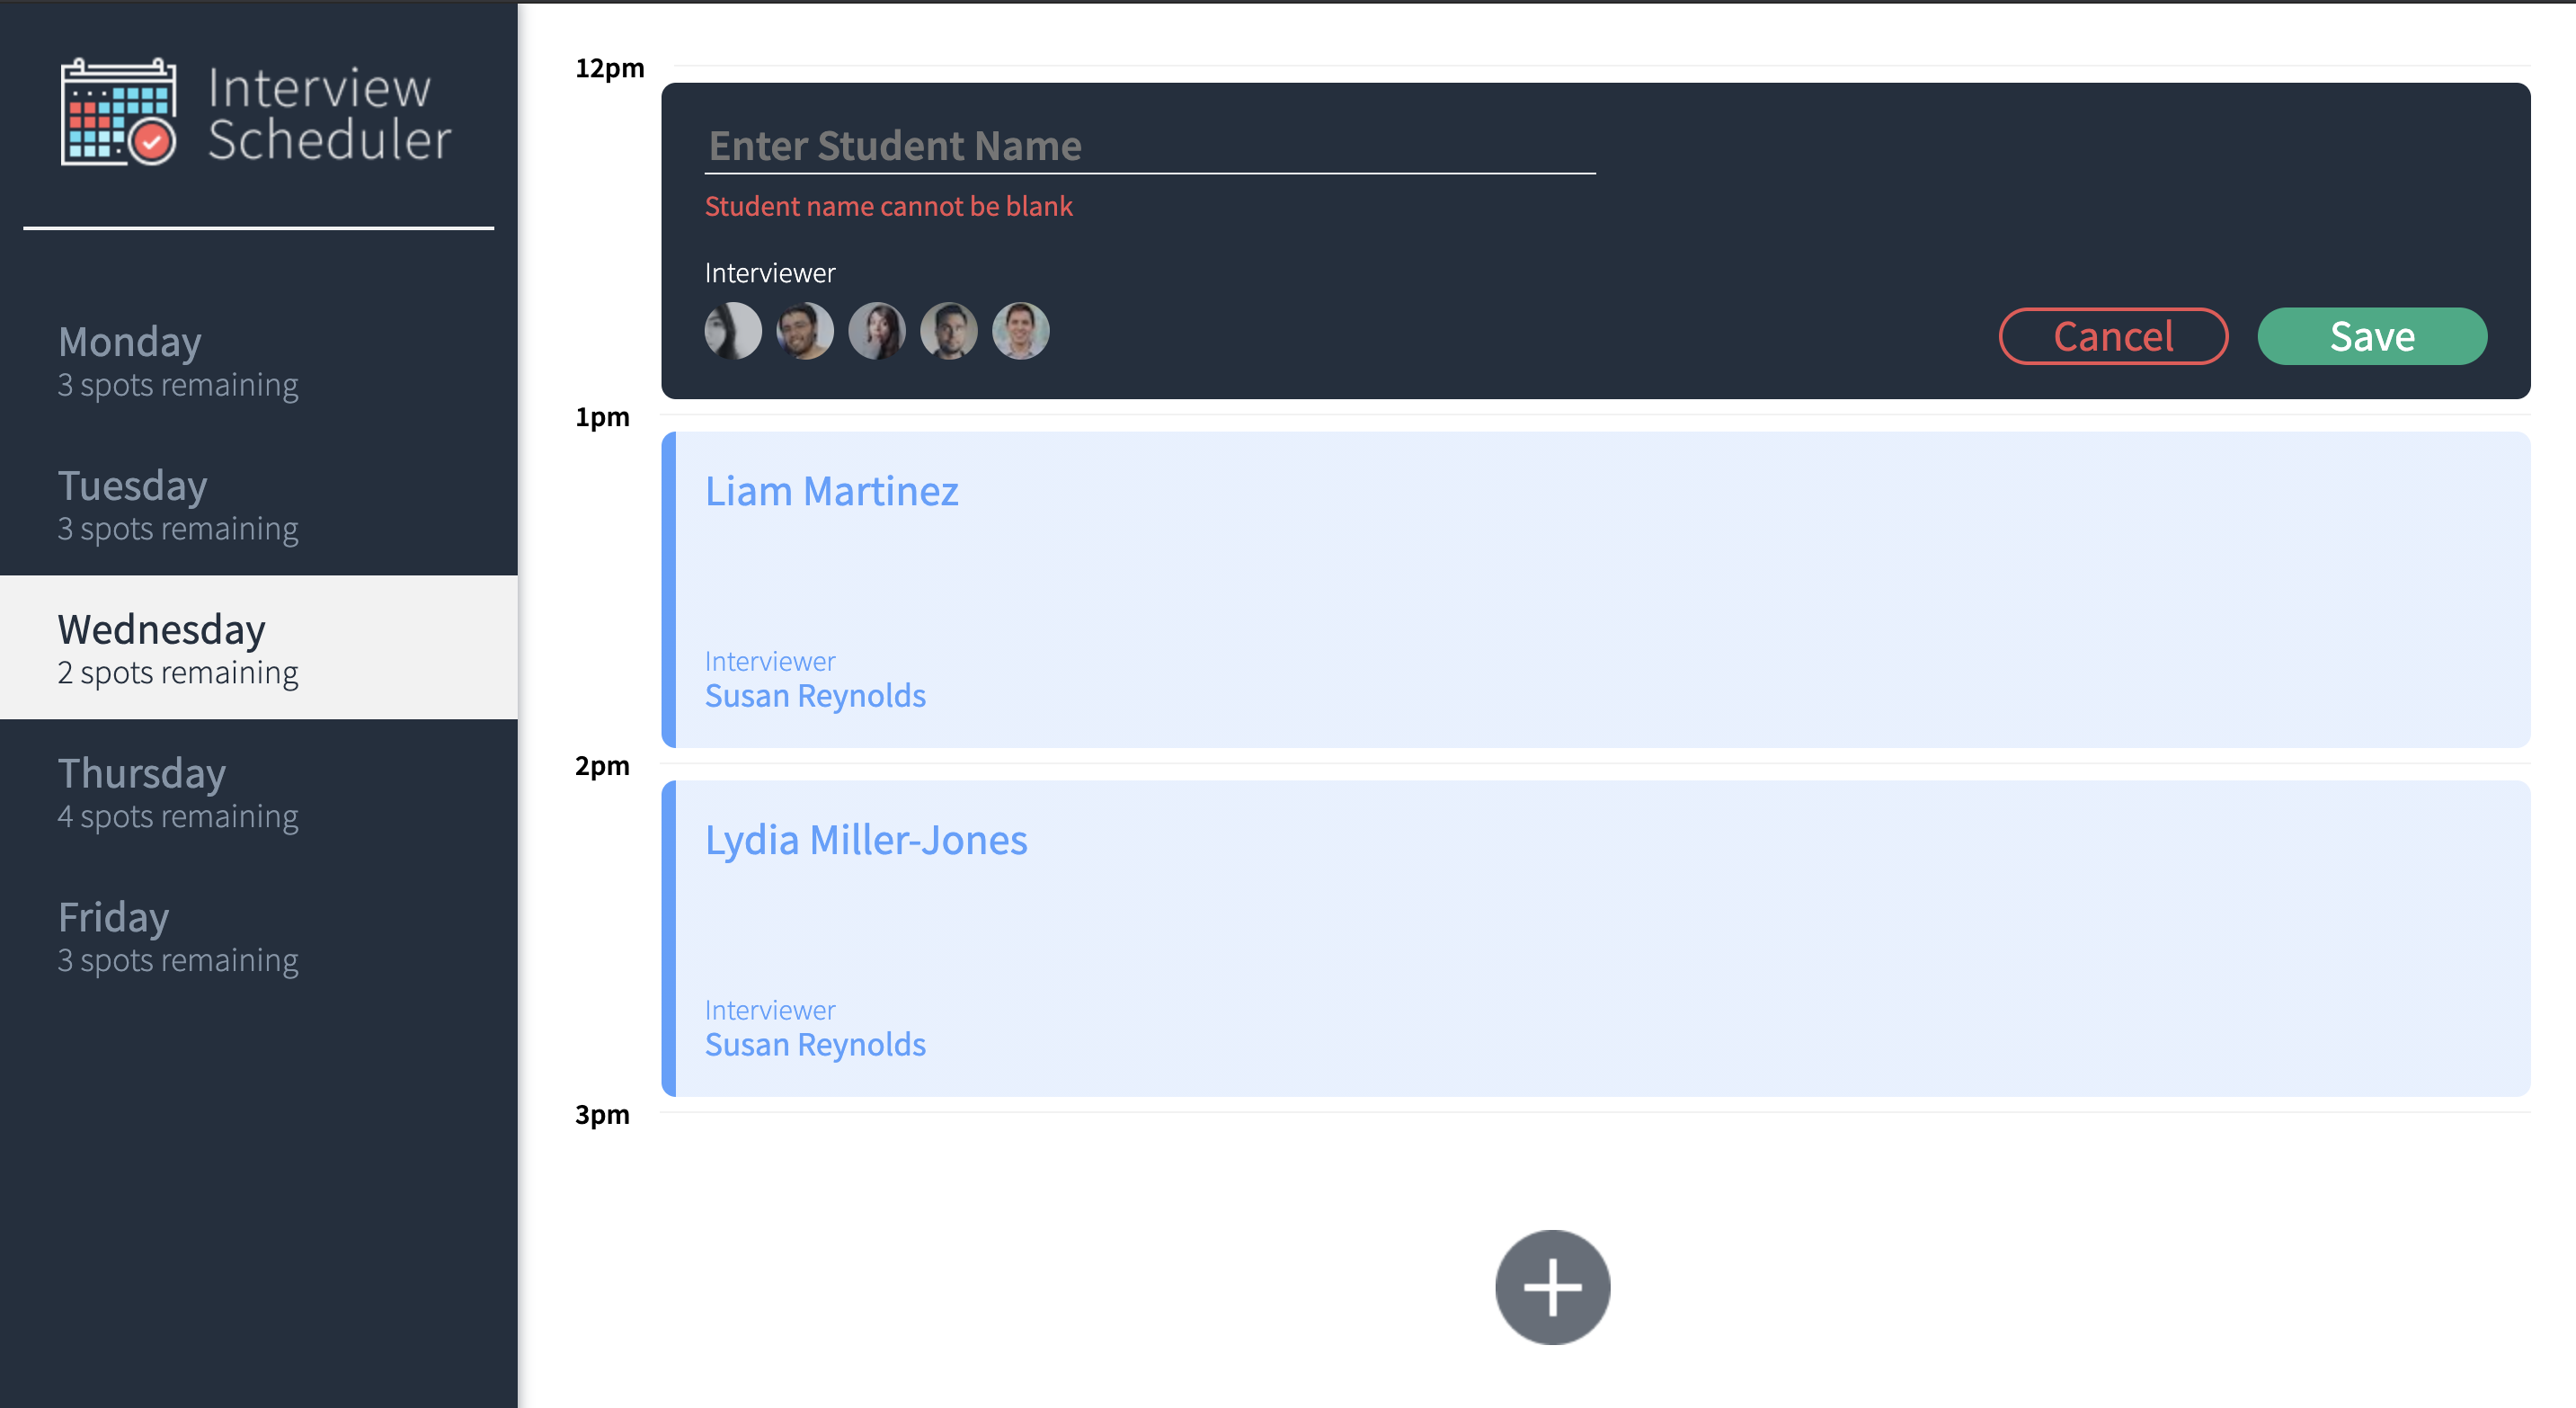 Interview
Scheduler
Monday
3 spots remaining
Tuesday
3 spots remaining
Wednesday
2 spots remaining
Thursday
4 spots remaining
Friday
3 spots remaining
12pm
Enter Student Name
Student name cannot be blank
Interviewer
Cancel
Save
1pm
Liam Martinez
Interviewer
Susan Reynolds
2pm
Lydia Miller-Jones
Interviewer
Susan Reynolds
3pm